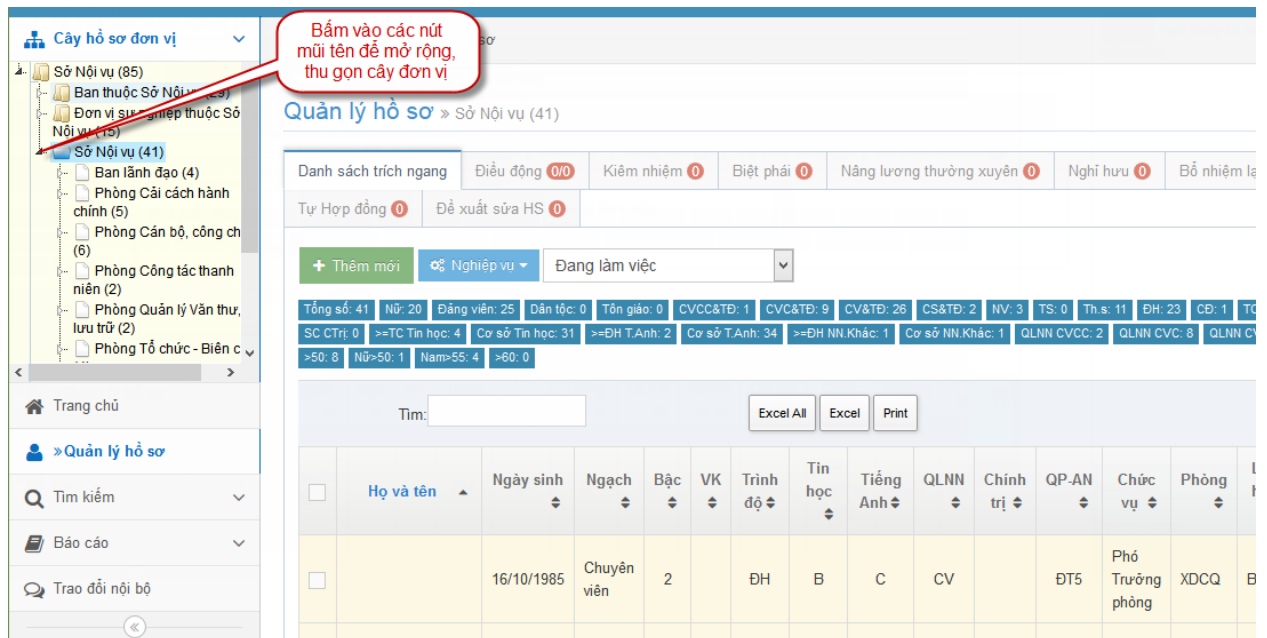 Cây hồ sơ đơn vị
Bấm vào các nút
mũi tên để mở rộng,
thu gọn cây đơn vị
sơ
Sở Nội vụ (85)
Ban thuộc Sở Nội vụ (29)
Đơn vị sự nghiệp thuộc Sở
Nội vụ (15)
Sở Nội vụ (41)
Ban lãnh đạo (4)
Phòng Cải cách hành
chính (5)
Phòng Cán bộ, công ch
(6)
Phòng Công tác thanh
niên (2)
Phòng Quản lý Văn thư,
lưu trữ (2)
Phòng Tổ chức - Biên c
Trang chủ
»Quản lý hồ sơ
Tìm kiếm
Báo cáo
Trao đổi nội bộ
Quản lý hồ sơ » Sở Nội vụ (41)
Danh sách trích ngang Điều động 0/0 Kiêm nhiệm 0 Biệt phái 0 Nâng lương thường xuyên 0 Nghỉ hưu 0 Bổ nhiệm lạ
Tự Hợp đồng 0 Đề xuất sửa HS 0
+ Thêm mới Nghiệp vụ Đang làm việc
Tổng số: 41 Nữ: 20 Đảng viên: 25 Dân tộc: 0 Tôn giáo: 0 CVCC&TĐ: 1 CVC&TĐ: 9 CV&TĐ: 26 CS&TĐ: 2 NV: 3 TS: 0 Th.s: 11 ĐH: 23 CĐ: 1 TC
SC CTrị: 0 >=TC Tin học: 4 Cơ sở Tin học: 31 >=ĐH T.Anh: 2 Cơ sở T.Anh: 34 >=ĐH NN.Khác: 1 Cơ sở NN.Khác: 1 QLNN CVCC: 2 QLNN CVC: 8 QLNN CV
>50: 8 Nữ>50: 1 Nam>55: 4 >60: 0
Tìm: Excel All Excel Print
Họ và tên Ngày sinh Ngạch Bậc VK Trình độ Tin học Tiếng Anh QLNN Chính trị QP-AN Chức vụ Phòng
16/10/1985 Chuyên viên 2 ĐH B C CV ĐT5 Phó Trưởng phòng XDCQ B